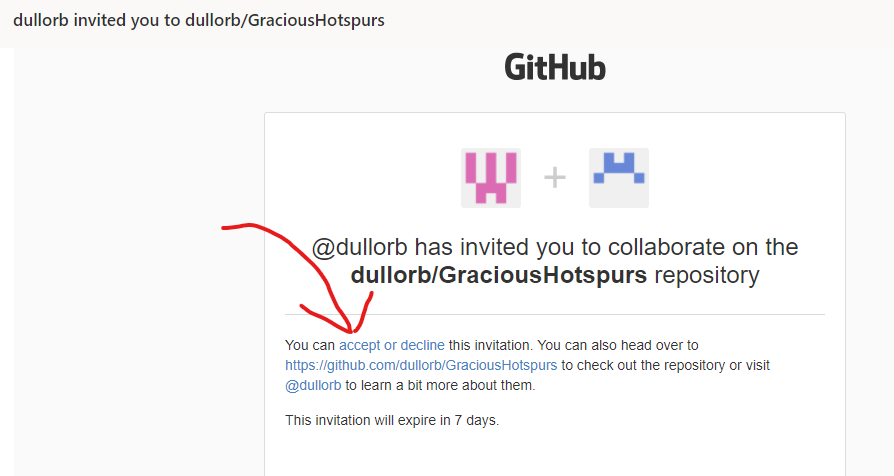 dullorb invited you to dullorb/GraciousHotspurs
GitHub
@dullorb has invited you to collaborate on the
dullorb/GraciousHotspurs repository
You can accept or decline this invitation. You can also head over to
https://github.com/dullorb/GraciousHotspurs to check out the repository or visit
@dullorb to learn a bit more about them.
This invitation will expire in 7 days.